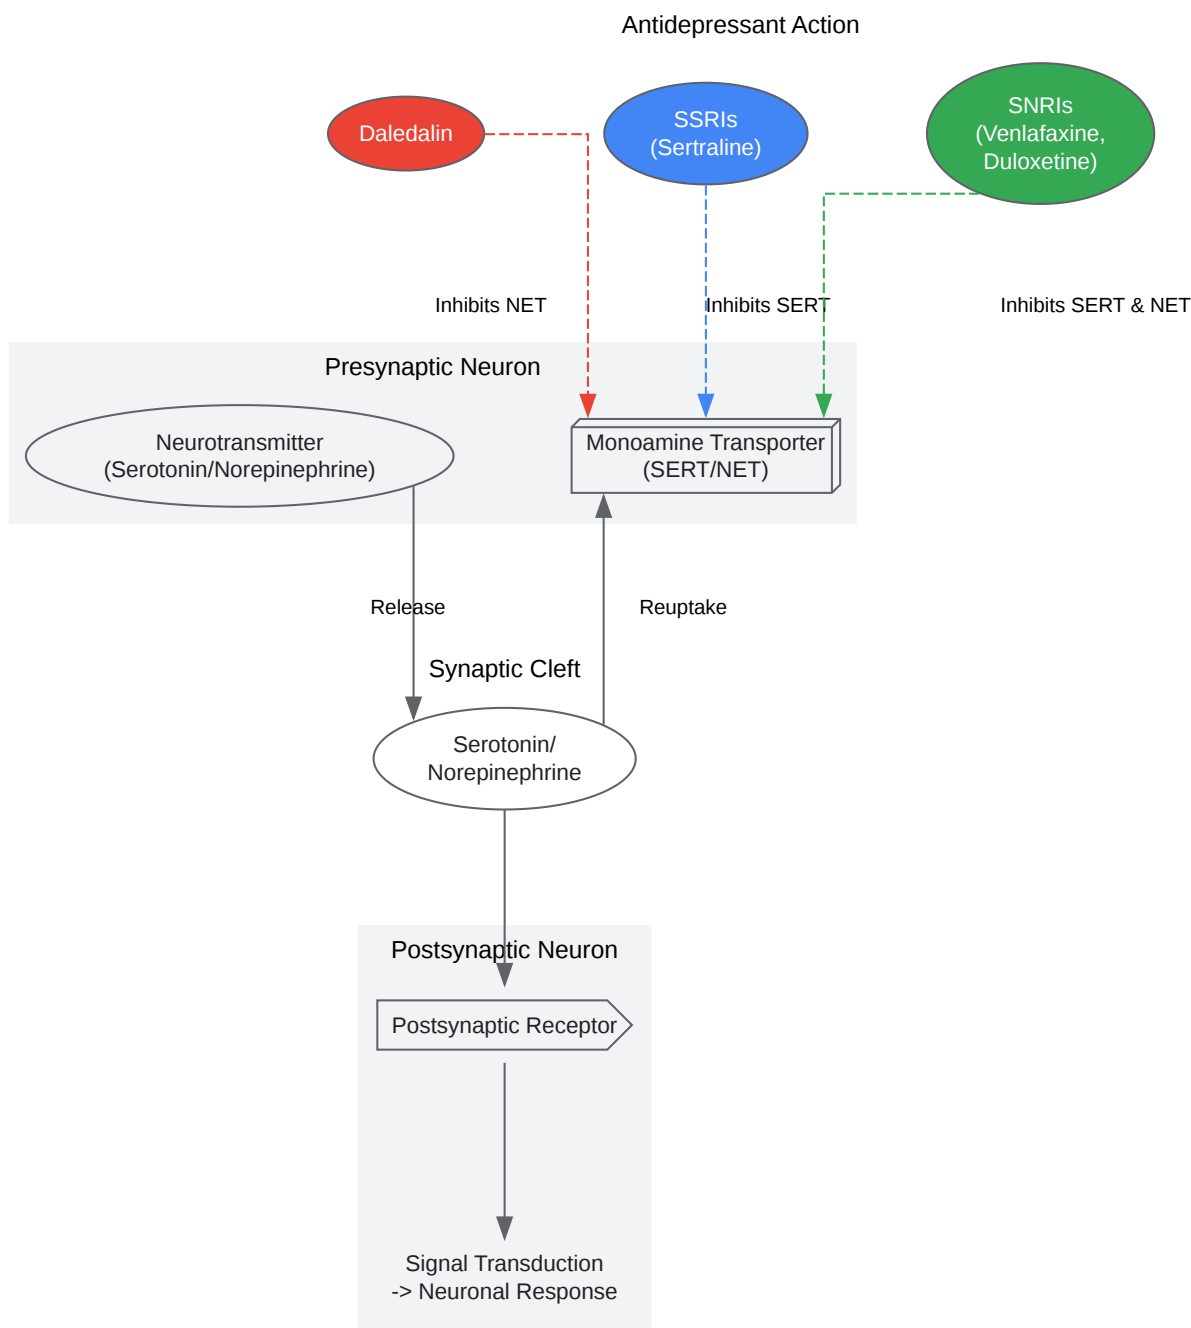 Antidepressant Action
Daledalin
SSRIs
(Sertraline)
SNRIs
(Venlafaxine,
Duloxetine)
Inhibits NET
Inhibits SERT
Inhibits SERT & NET
Presynaptic Neuron
Neurotransmitter
(Serotonin/Norepinephrine)
Monoamine Transporter
(SERT/NET)
Release
Reuptake
Synaptic Cleft
Serotonin/
Norepinephrine
Postsynaptic Neuron
Postsynaptic Receptor
Signal Transduction
-> Neuronal Response